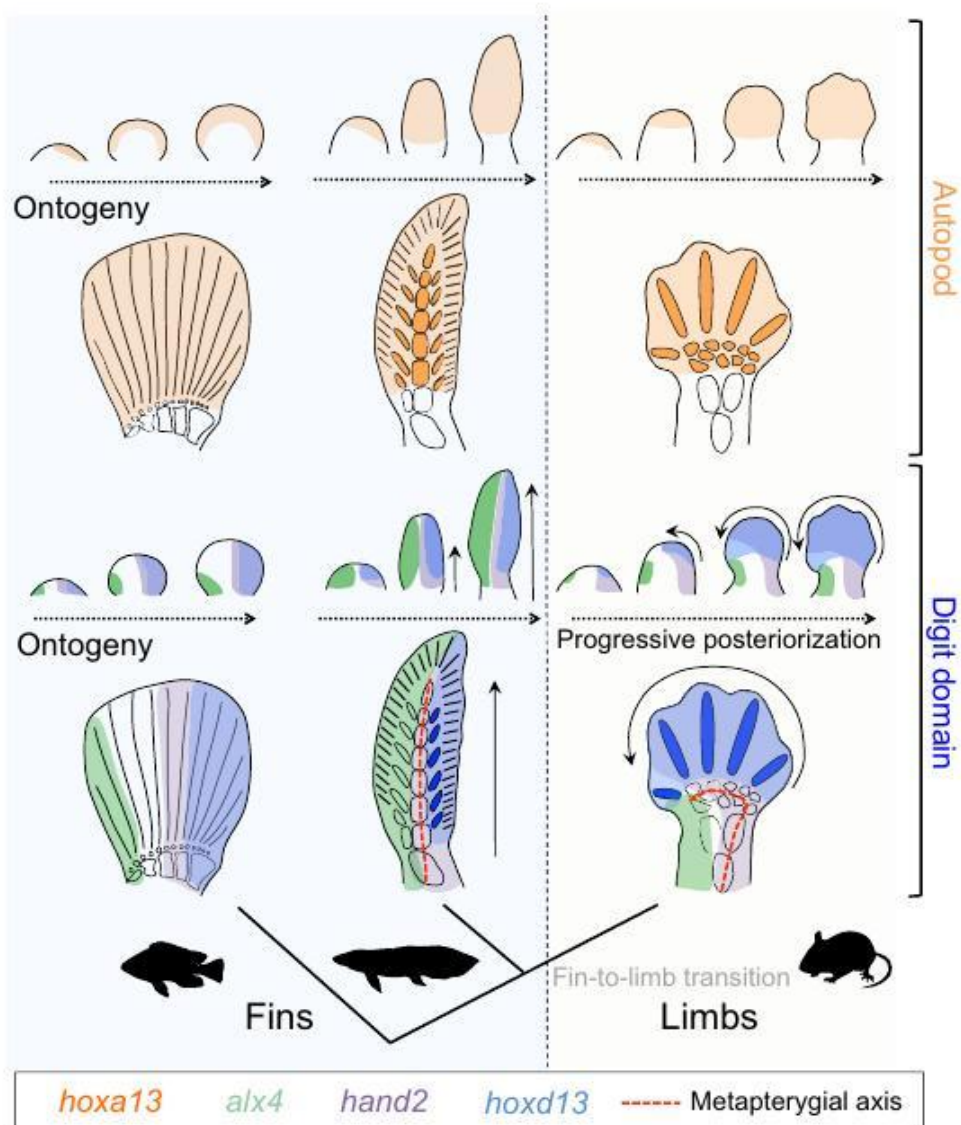 Ontogeny
Autopod
Ontogeny
Progressive posteriorization
Digit domain
Fin-to-limb transition
Fins
Limbs
hoxa13 alx4 hand2 hoxd13 Metapterygial axis